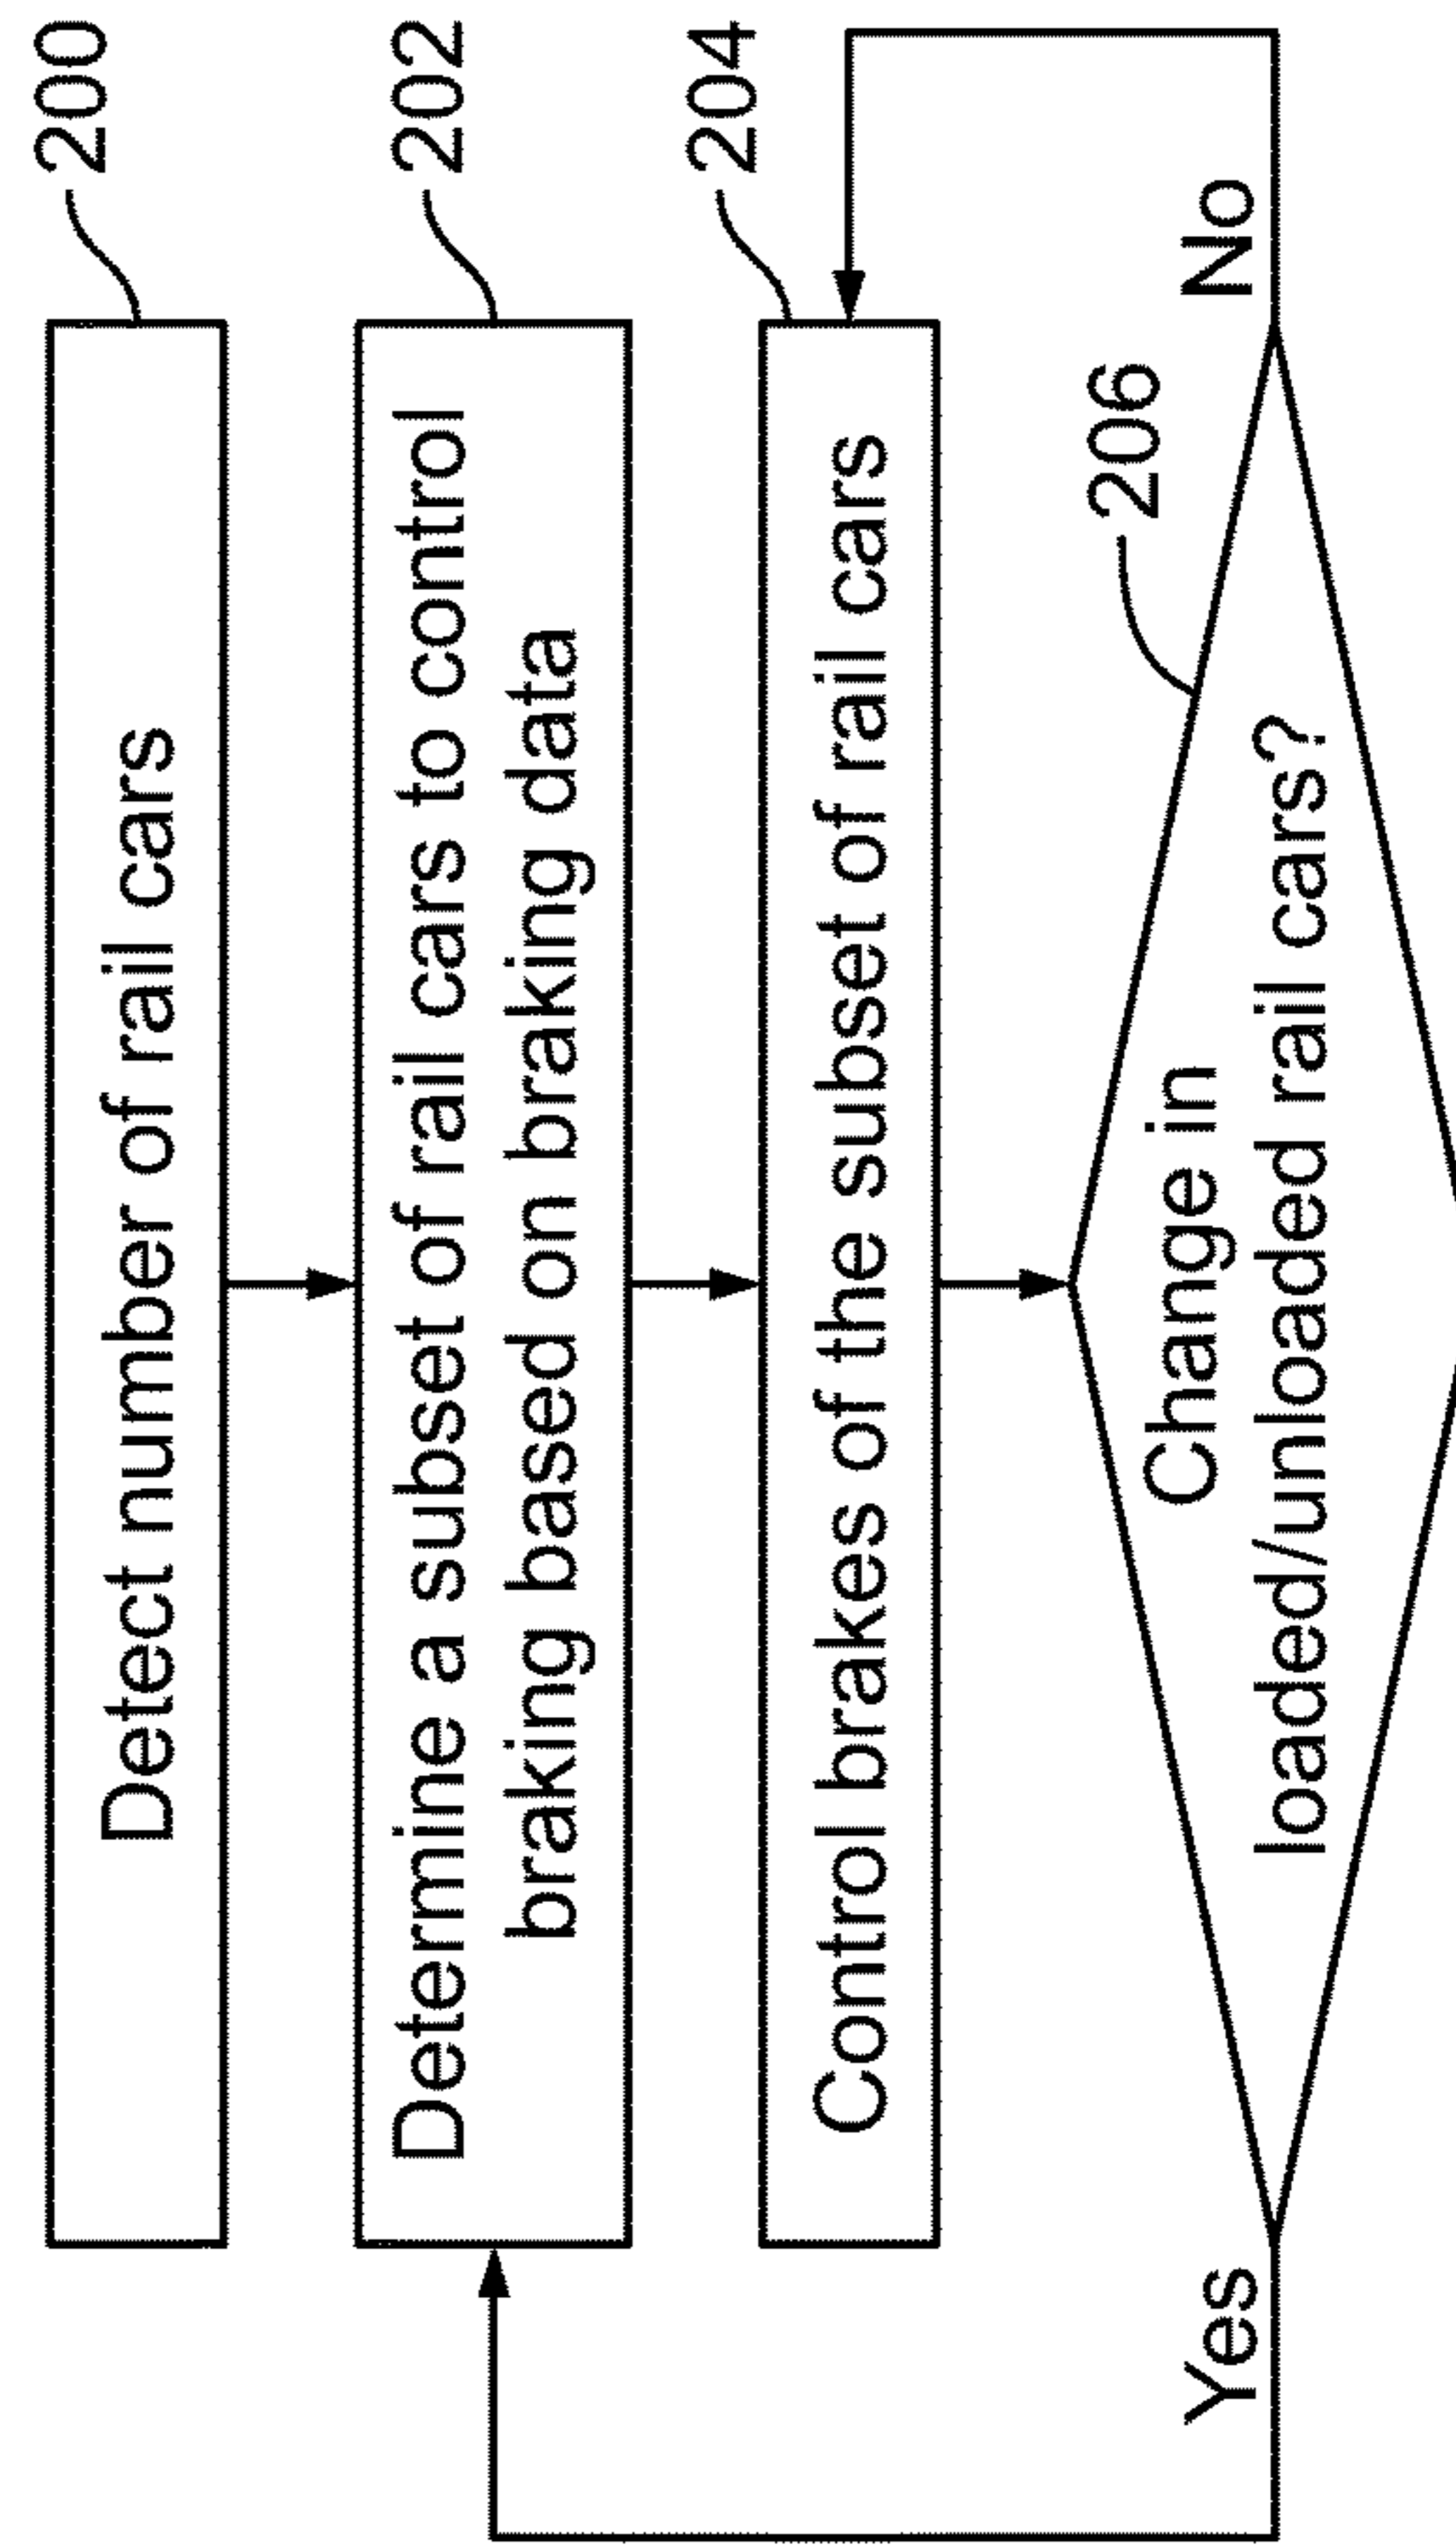 Detect number of rail cars
200
Determine a subset of rail cars to control
braking based on braking data
202
Control brakes of the subset of rail cars
204
Change in
loaded/unloaded rail cars?
206
Yes
No